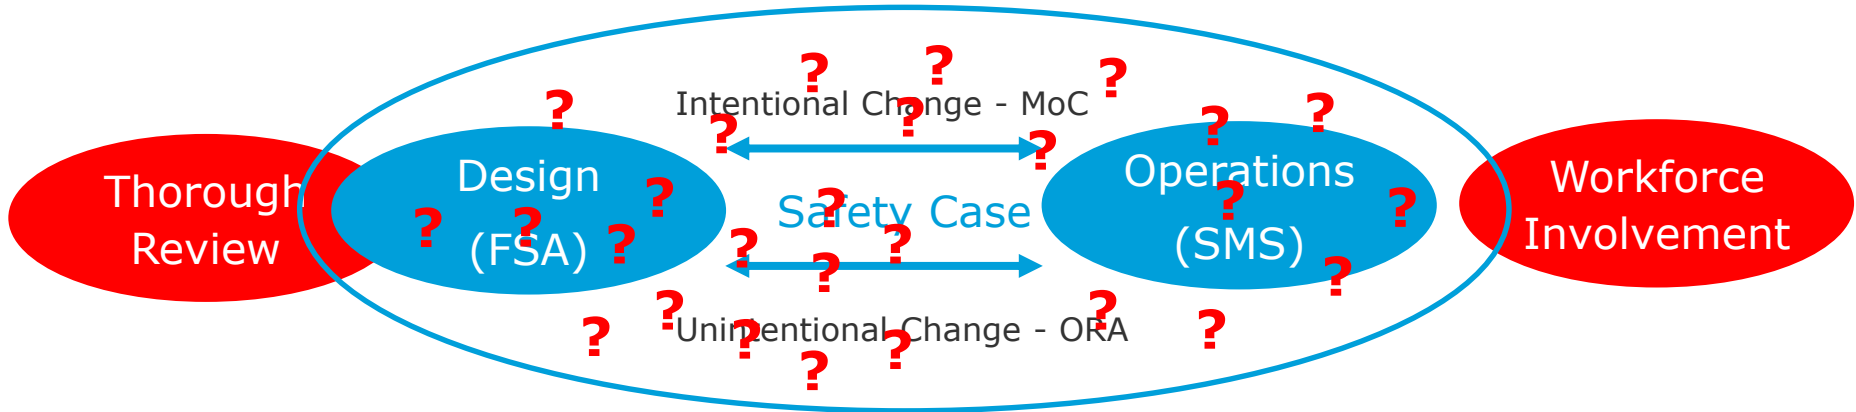 Intentional Change - MoC
Thorough
Review
Design
(FSA)
Safety Case
Operations
(SMS)
Workforce
Involvement
Unintentional Change - ORA
? ? ? ? ? ? ? ? ? ? ? ? ? ? ? ? ? ? ? ? ? ? ? ? ? ? ? ? ?